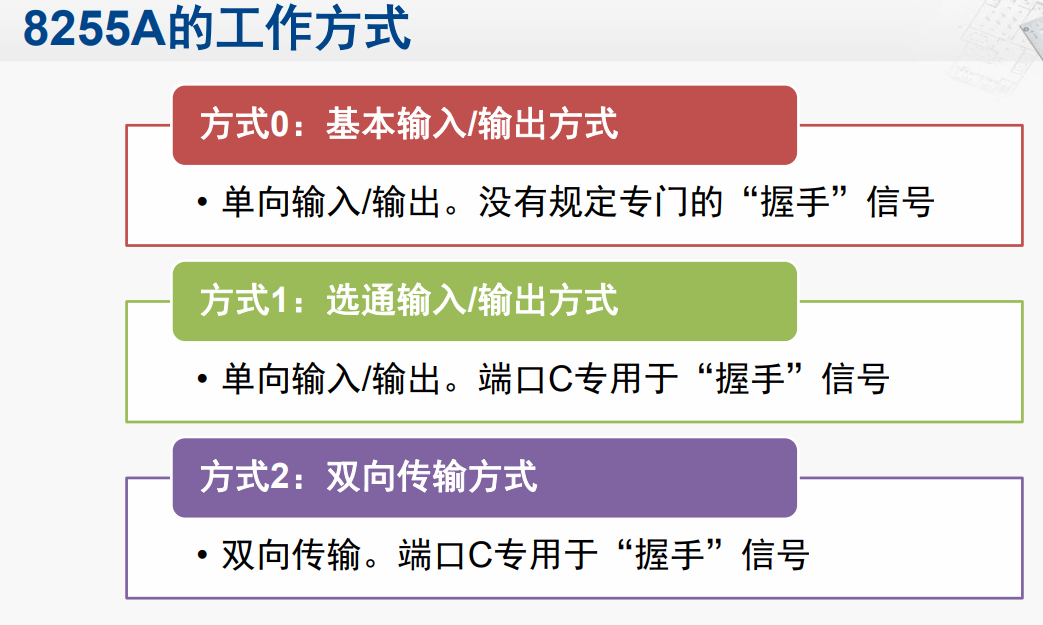 8255A的工作方式
方式0：基本输入/输出方式
• 单向输入/输出。没有规定专门的“握手”信号
方式1：选通输入/输出方式
• 单向输入/输出。端口C专用于“握手”信号
方式2：双向传输方式
• 双向传输。端口C专用于“握手”信号